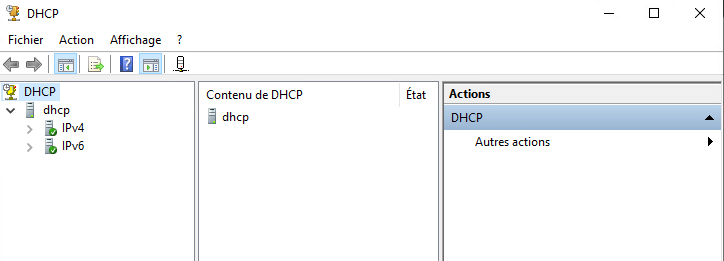 DHCP
Fichier Action Affichage ?
DHCP
dhcp
IPv4
IPv6
Contenu de DHCP État
dhcp
Actions
DHCP
Autres actions